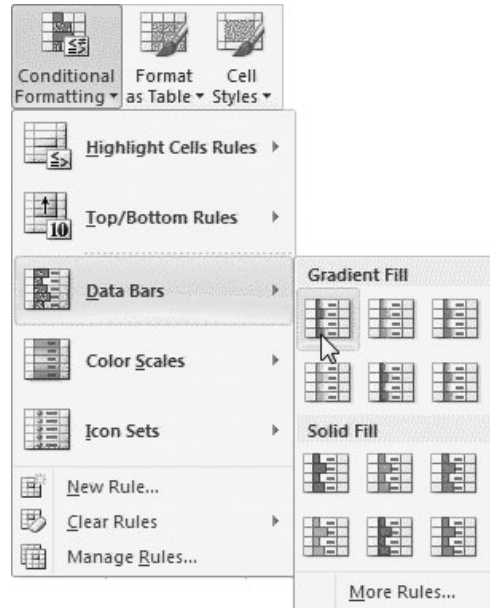 Conditional Formatting
Format as Table
Cell Styles
Highlight Cells Rules
10
Top/Bottom Rules
Data Bars
Color Scales
Icon Sets
New Rule...
Clear Rules
Manage Rules...
Gradient Fill
Solid Fill
More Rules...